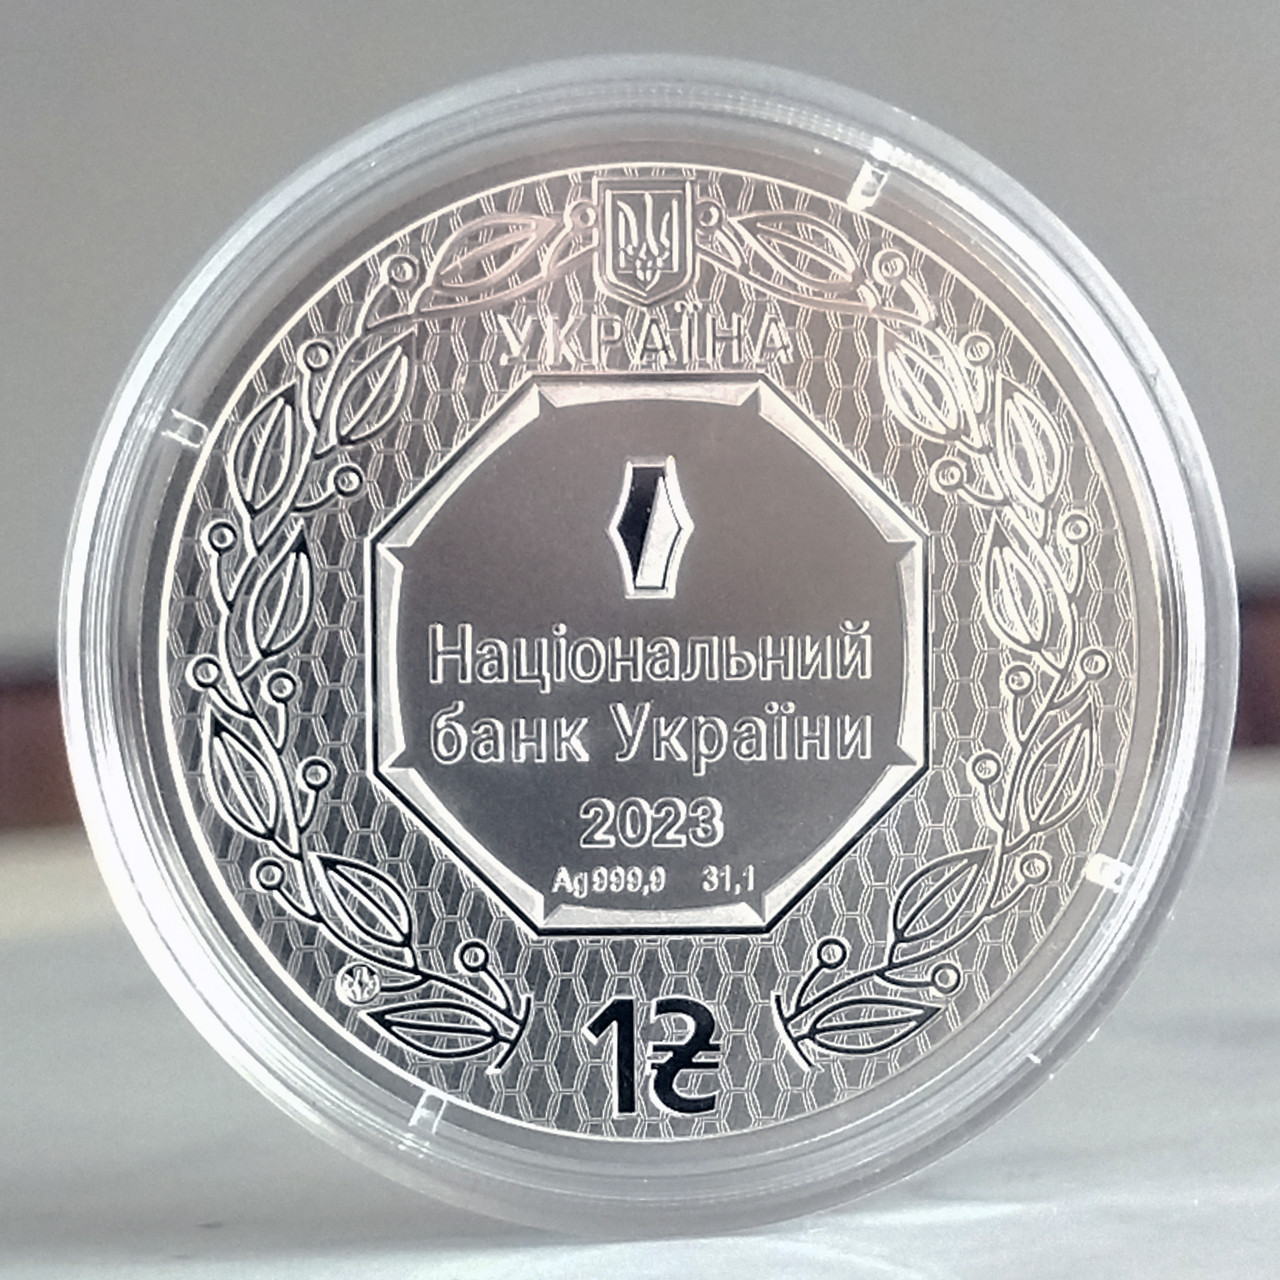 УКРАЇНА
Національний
банк України
2023
Ag 999,9 31,1
1₴